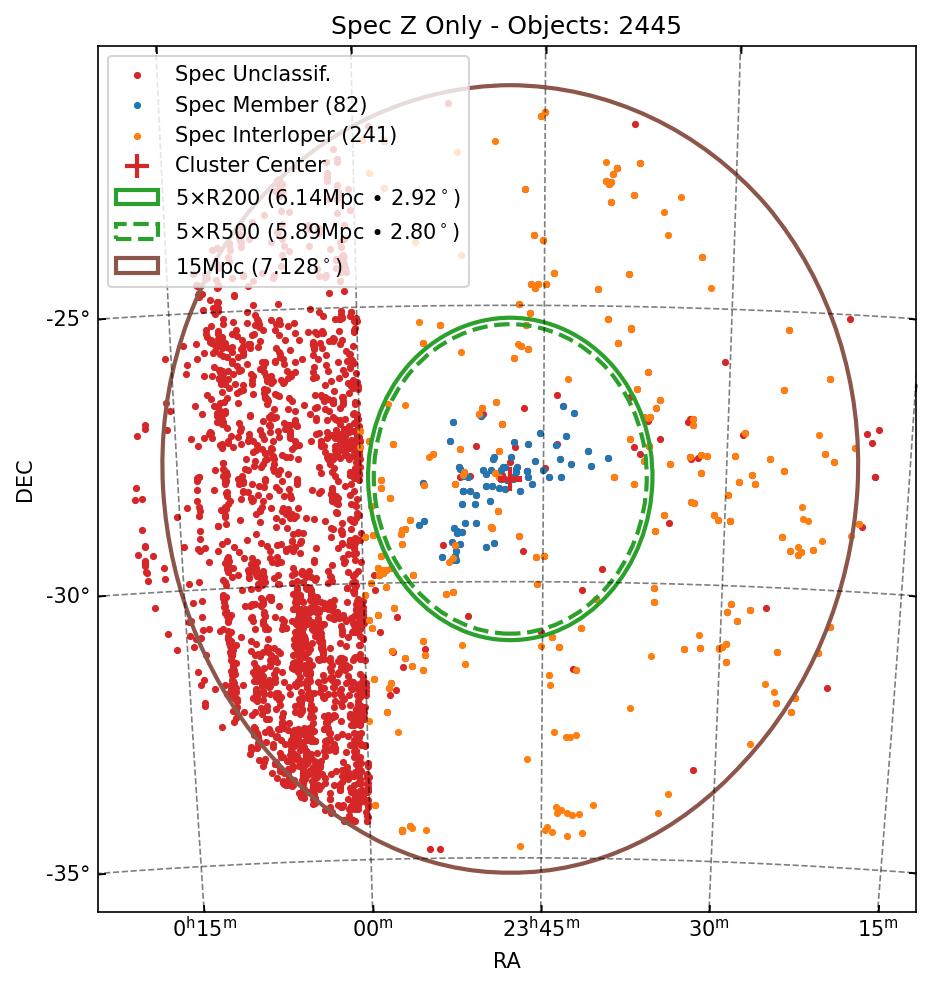 Spec Z Only - Objects: 2445
Spec Unclassif.
Spec Member (82)
Spec Interloper (241)
Cluster Center
5×R200 (6.14Mpc • 2.92°)
5×R500 (5.89Mpc • 2.80°)
15Mpc (7.128°)
-25°
-30°
-35°
DEC
0ʰ15ᵐ 00ᵐ 23ʰ45ᵐ 30ᵐ 15ᵐ
RA